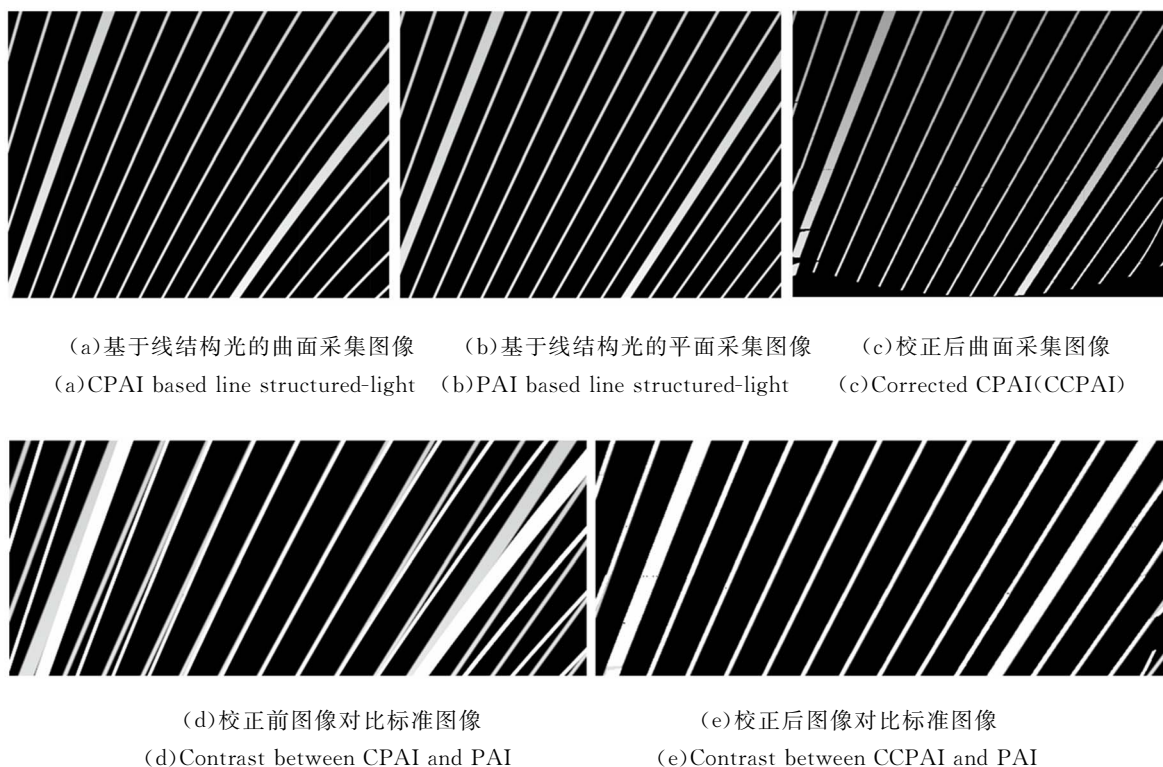 (a)基于线结构光的曲面采集图像 (b)基于线结构光的平面采集图像 (c)校正后曲面采集图像
(a)CPAI based line structured-light (b)PAI based line structured-light (c)Corrected CPAI(CCPAI)
(d)校正前图像对比标准图像 (e)校正后图像对比标准图像
(d)Contrast between CPAI and PAI (e)Contrast between CCPAI and PAI